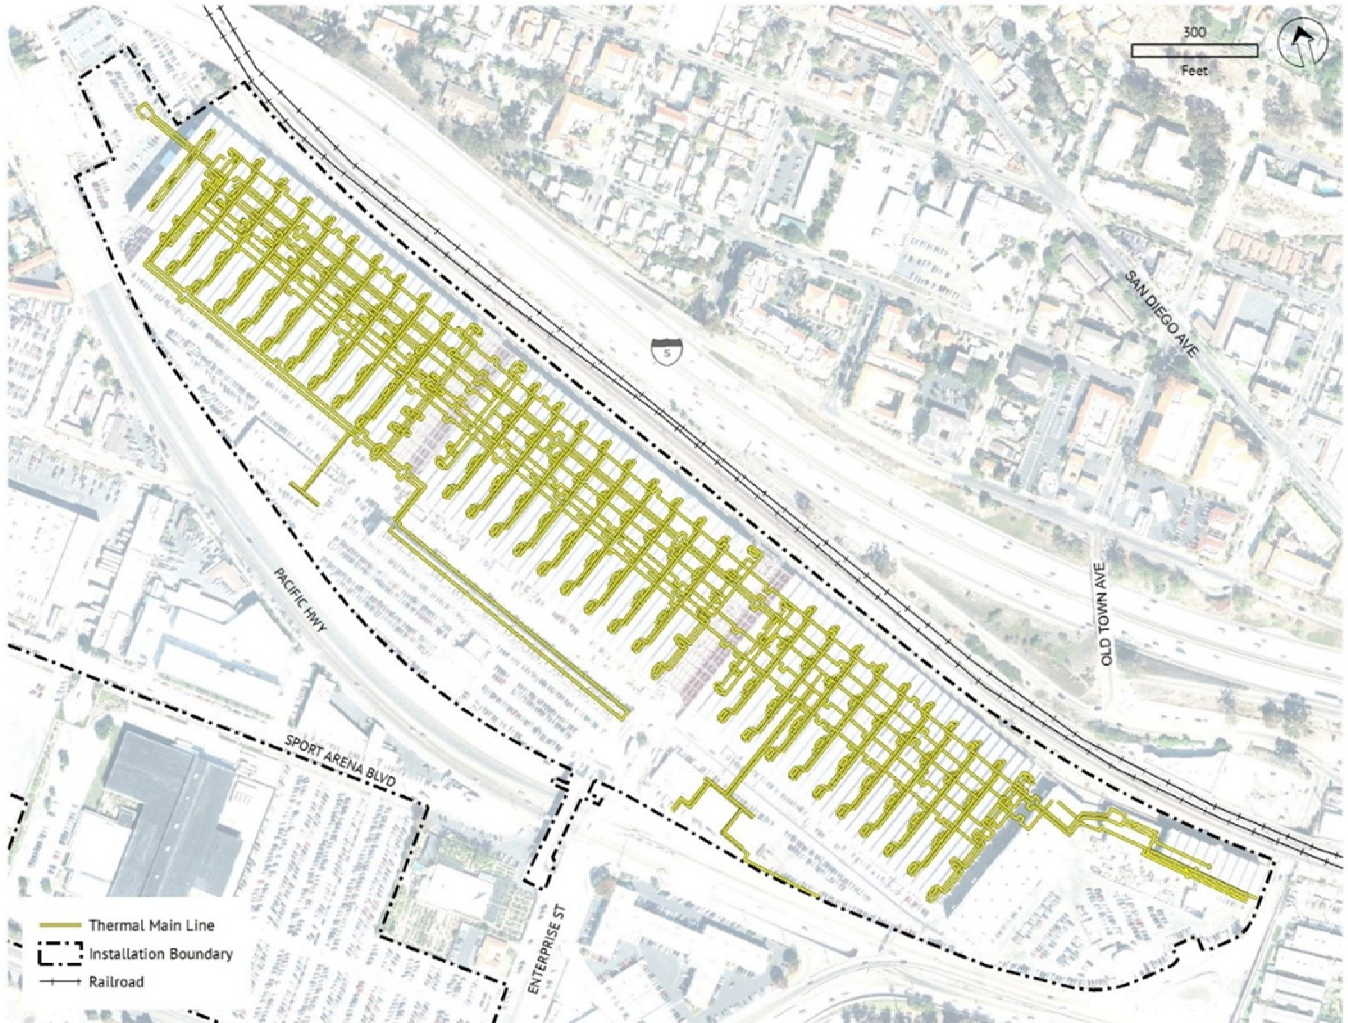 300
Feet
SAN DIEGO AVE
5
OLD TOWN AVE
PACIFIC HWY
SPORT ARENA BLVD
ENTERPRISE ST
Thermal Main Line
Installation Boundary
Railroad